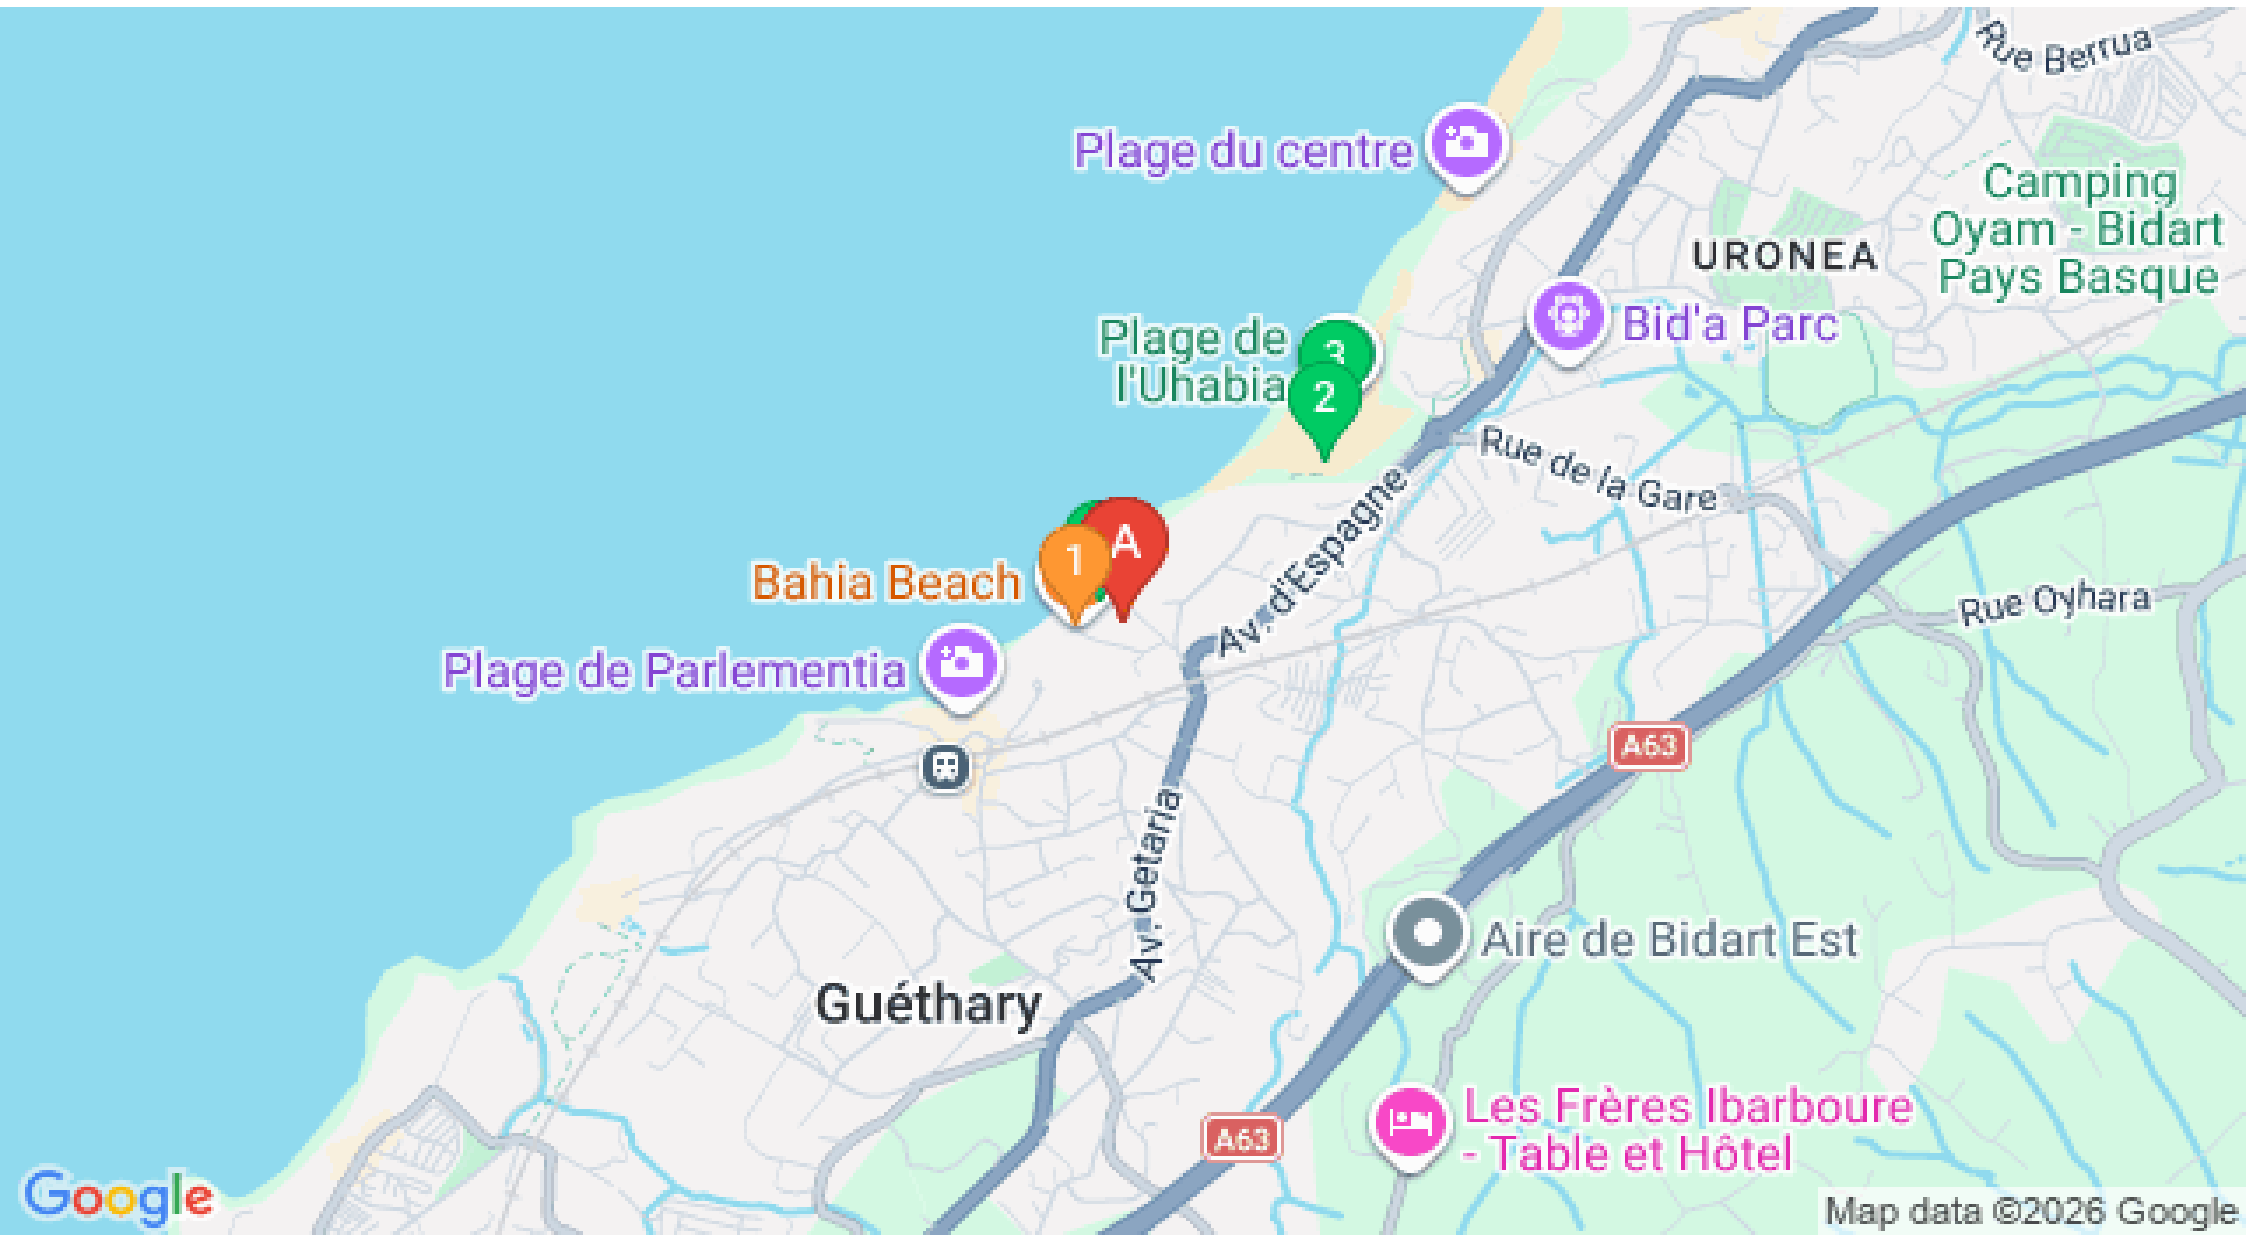 Rue Berrua
Plage du centre
Camping
Oyam - Bidart
Pays Basque
URONEA
Bid'a Parc
Plage de
l'Uhabia
3
2
Rue de la Gare
A
1
Bahia Beach
Av. d'Espagne
Rue Oyhara
Plage de Parlementia
A63
Av. Getaria
Aire de Bidart Est
Guéthary
Les Frères Ibarboure
- Table et Hôtel
A63
Google
Map data ©2026 Google